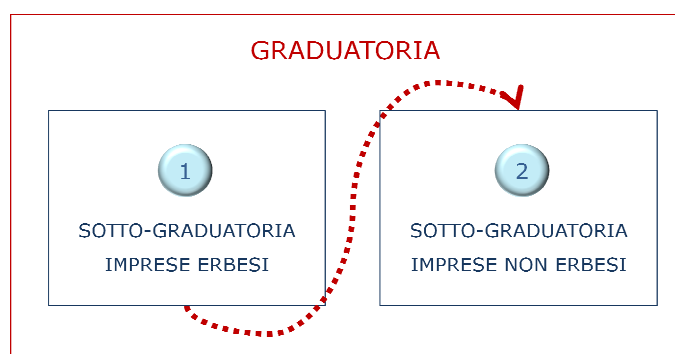 GRADUATORIA
1
SOTTO-GRADUATORIA
IMPRESE ERBESI
2
SOTTO-GRADUATORIA
IMPRESE NON ERBESI